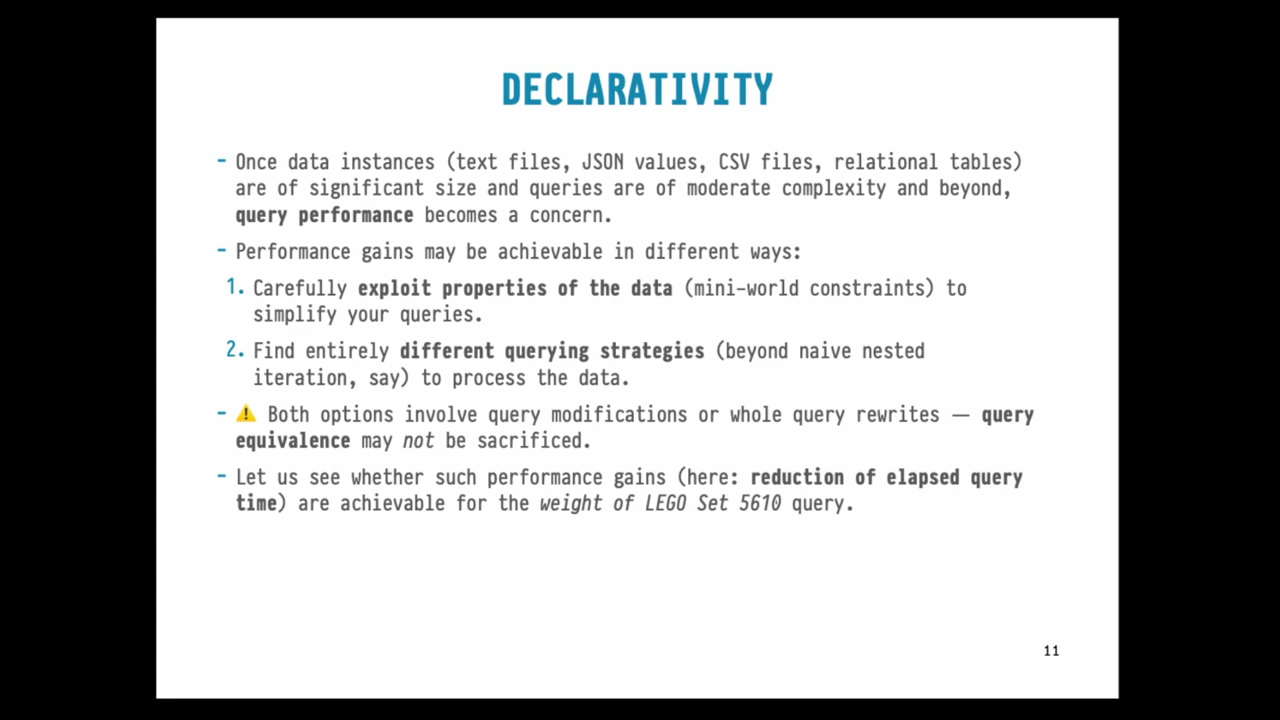 DECLARATIVITY
- Once data instances (text files, JSON values, CSV files, relational tables)
are of significant size and queries are of moderate complexity and beyond,
query performance becomes a concern.
- Performance gains may be achievable in different ways:
1. Carefully exploit properties of the data (mini-world constraints) to
simplify your queries.
2. Find entirely different querying strategies (beyond naive nested
iteration, say) to process the data.
- ⚠ Both options involve query modifications or whole query rewrites — query
equivalence may not be sacrificed.
- Let us see whether such performance gains (here: reduction of elapsed query
time) are achievable for the weight of LEGO Set 5610 query.
11